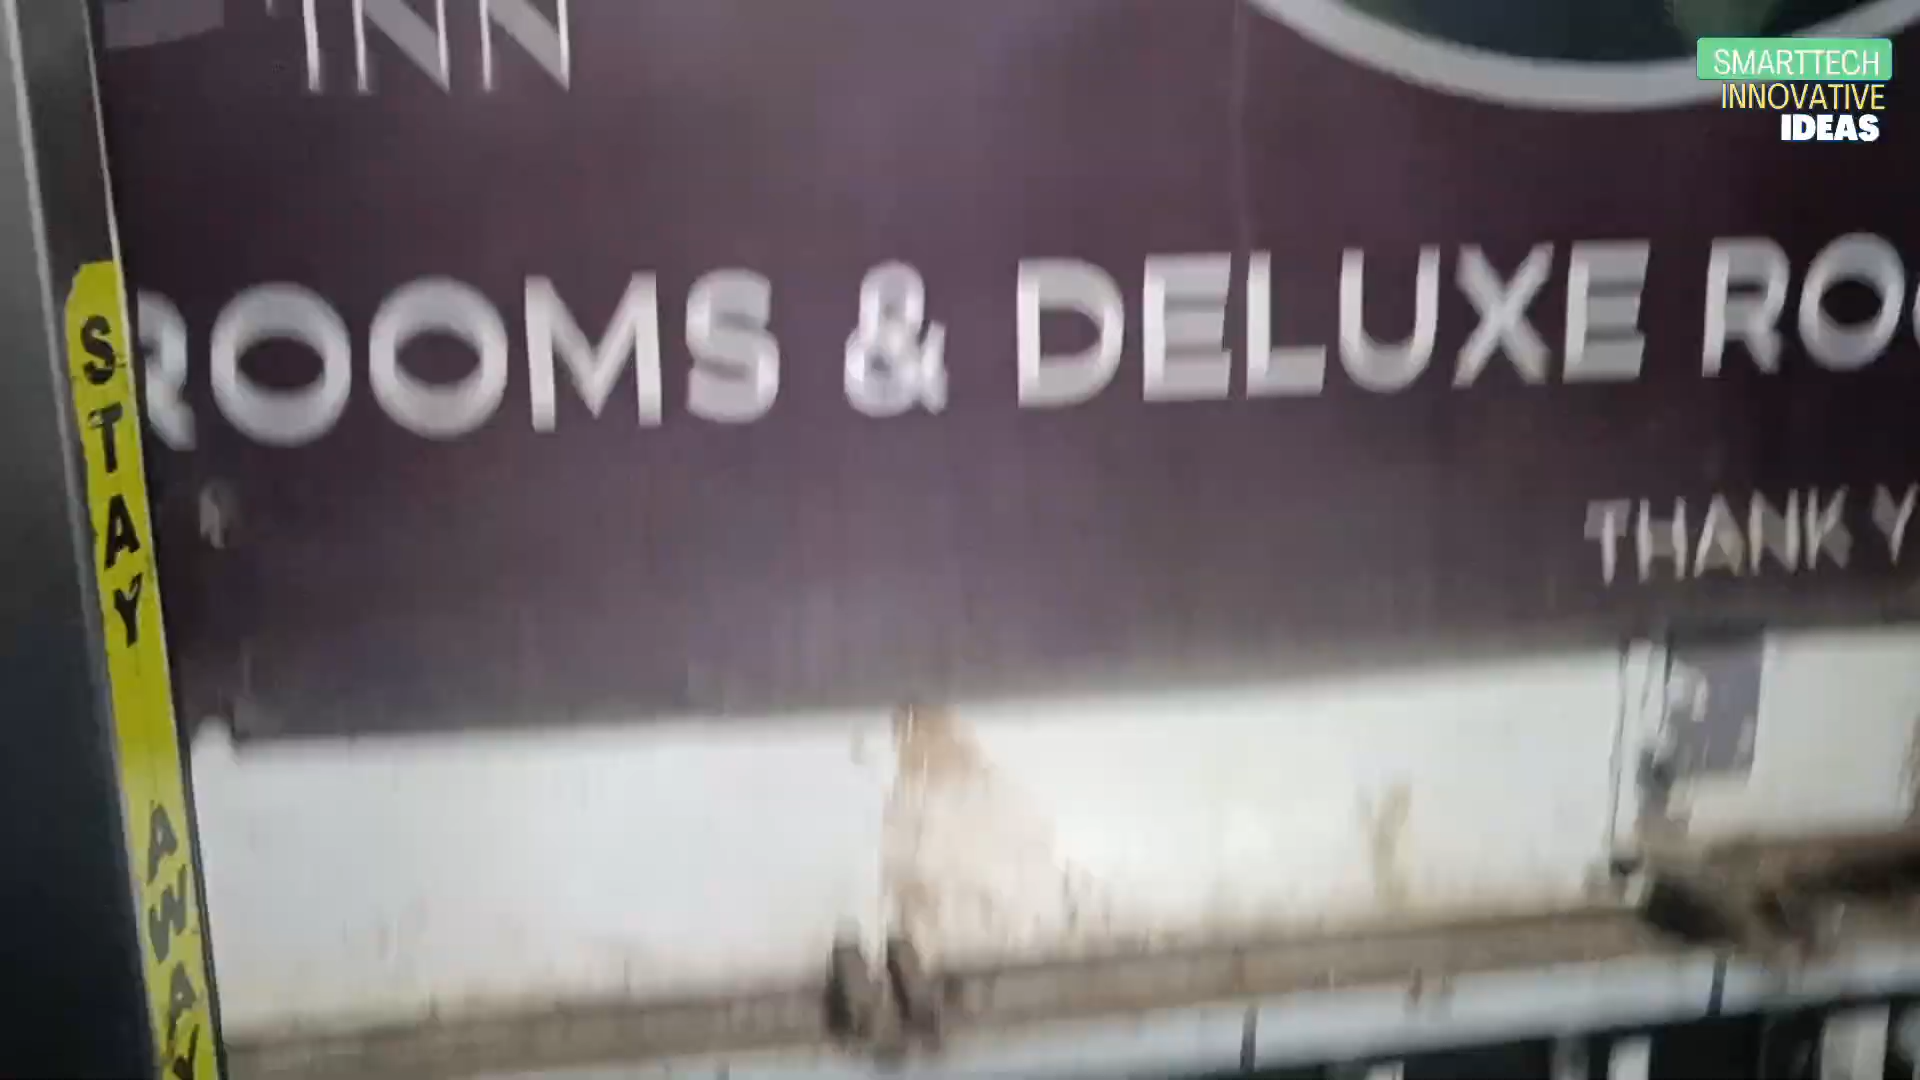 INN
SMARTTECH
INNOVATIVE
IDEAS
ROOMS & DELUXE RO
THANK Y
STAY AWAY